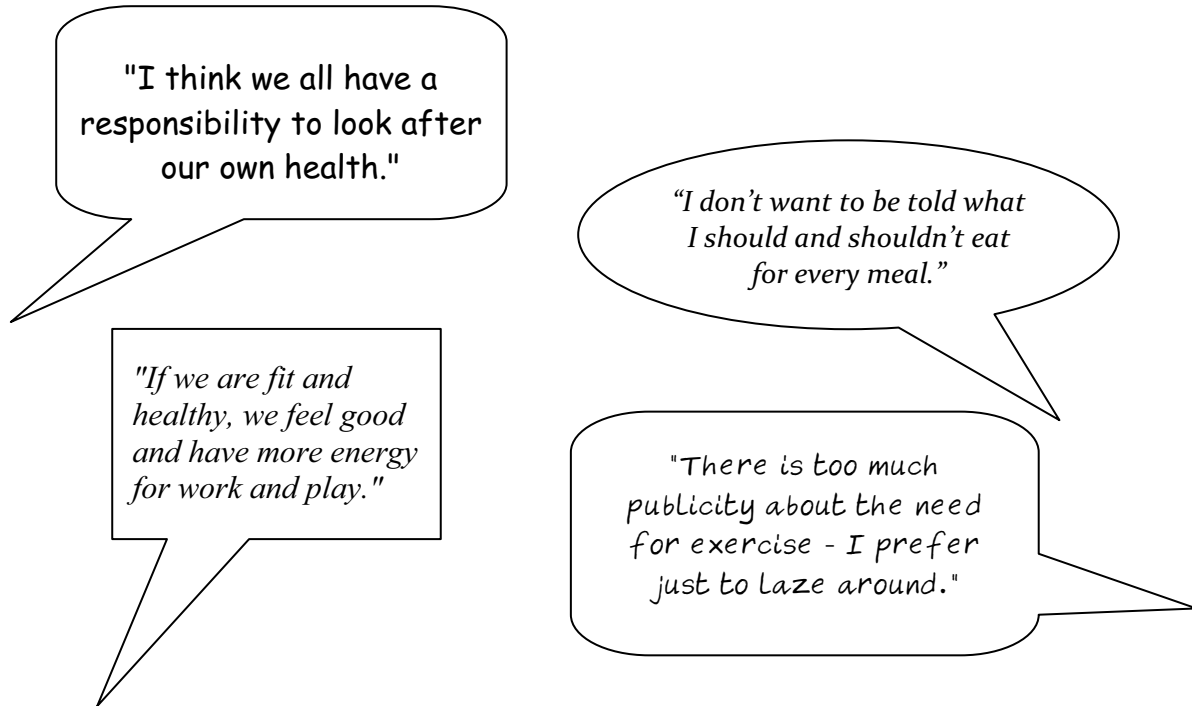 "I think we all have a
responsibility to look after
our own health."
“I don’t want to be told what
I should and shouldn’t eat
for every meal.”
"If we are fit and
healthy, we feel good
and have more energy
for work and play."
"There is too much
publicity about the need
for exercise - I prefer
just to laze around."